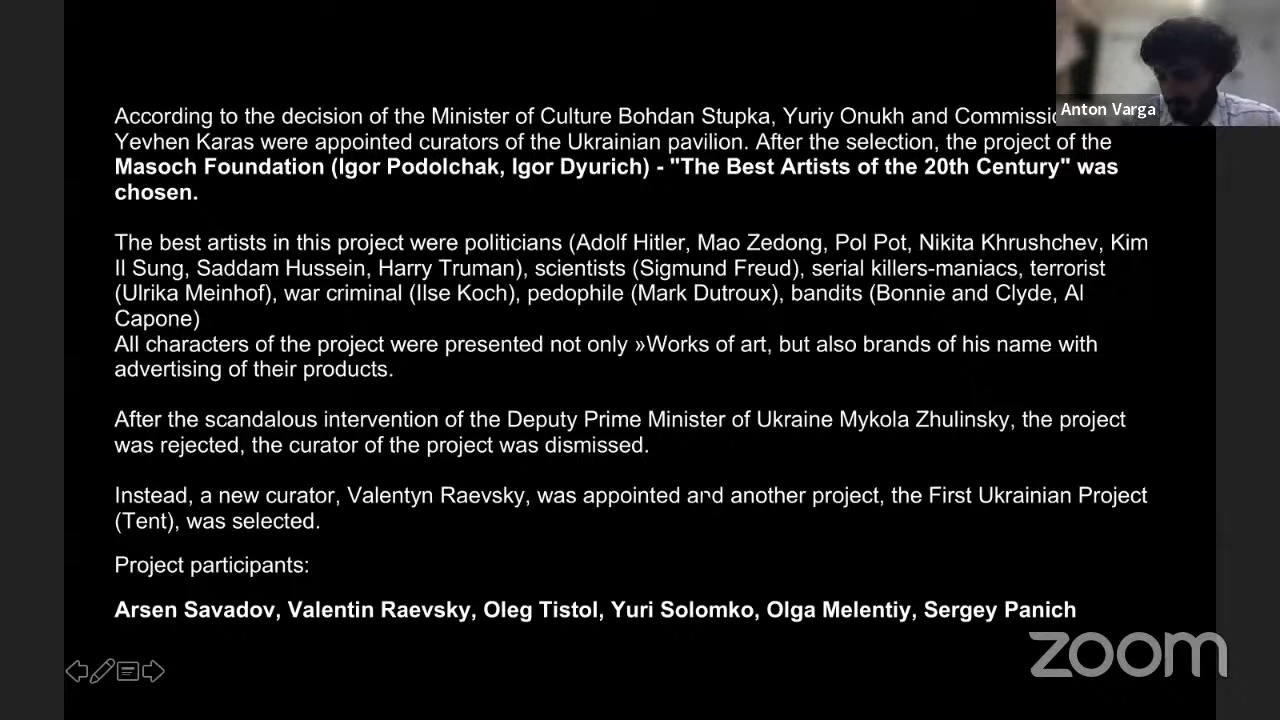 According to the decision of the Minister of Culture Bohdan Stupka, Yuriy Onukh and
Anton Varga
Yevhen Karas were appointed curators of the Ukrainian pavilion. After the selection, the project of the
Masoch Foundation (Igor Podolchak, Igor Dyurich) - "The Best Artists of the 20th Century" was
chosen.
The best artists in this project were politicians (Adolf Hitler, Mao Zedong, Pol Pot, Nikita Khrushchev, Kim
Il Sung, Saddam Hussein, Harry Truman), scientists (Sigmund Freud), serial killers-maniacs, terrorist
(Ulrika Meinhof), war criminal (Ilse Koch), pedophile (Mark Dutroux), bandits (Bonnie and Clyde, Al
Capone)
All characters of the project were presented not only »Works of art, but also brands of his name with
advertising of their products.
After the scandalous intervention of the Deputy Prime Minister of Ukraine Mykola Zhulinsky, the project
was rejected, the curator of the project was dismissed.
Instead, a new curator, Valentyn Raevsky, was appointed and another project, the First Ukrainian Project
(Tent), was selected.
Project participants:
Arsen Savadov, Valentin Raevsky, Oleg Tistol, Yuri Solomko, Olga Melentiy, Sergey Panich
zoom